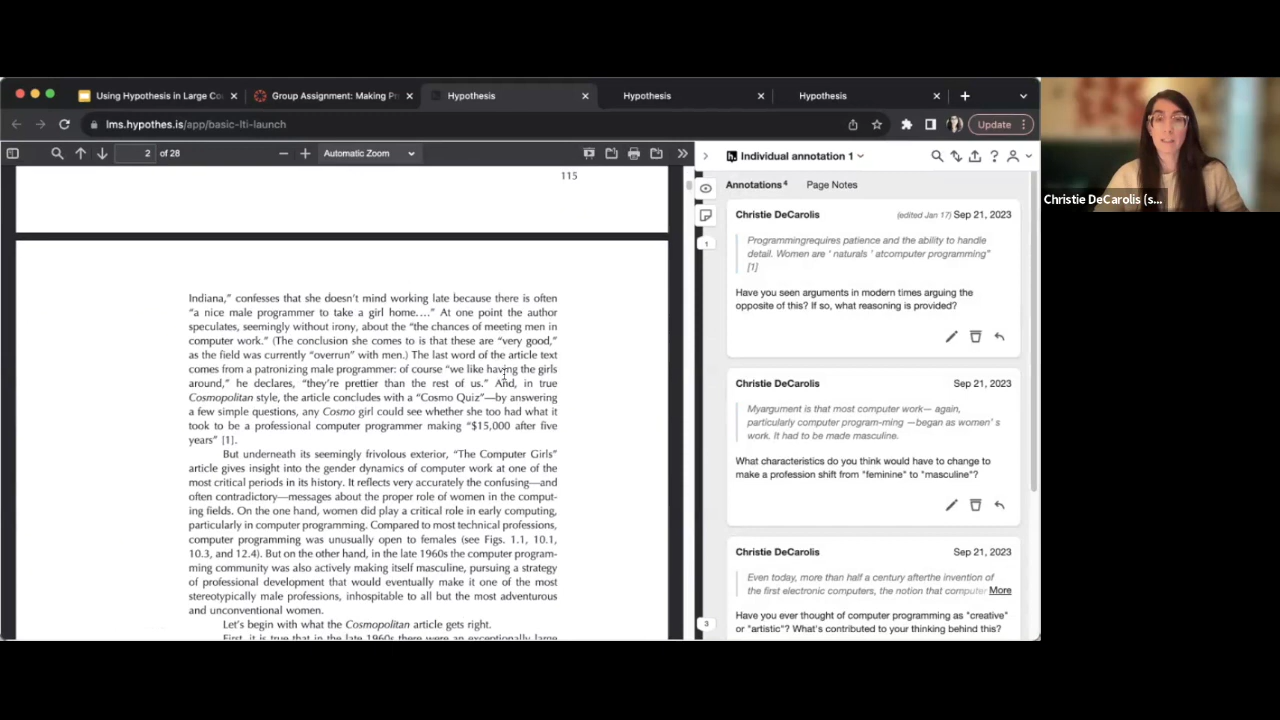 Using Hypothesis in Large Co
Group Assignment: Making Pr
Hypothesis
Hypothesis
Hypothesis
lms.hypothes.is/app/basic-lti-launch
Update
2 of 28
Automatic Zoom
115
Indiana,” confesses that she doesn’t mind working late because there is often
“a nice male programmer to take a girl home....” At one point the author
speculates, seemingly without irony, about the “the chances of meeting men in
computer work.” (The conclusion she comes to is that these are “very good,”
as the field was currently “overrun” with men.) The last word of the article text
comes from a patronizing male programmer: of course “we like having the girls
around,” he declares, “they’re prettier than the rest of us.” And, in true
Cosmopolitan style, the article concludes with a “Cosmo Quiz”—by answering
a few simple questions, any Cosmo girl could see whether she too had what it
took to be a professional computer programmer making “$15,000 after five
years” [1].
But underneath its seemingly frivolous exterior, “The Computer Girls”
article gives insight into the gender dynamics of computer work at one of the
most critical periods in its history. It reflects very accurately the confusing—and
often contradictory—messages about the proper role of women in the comput-
ing fields. On the one hand, women did play a critical role in early computing,
particularly in computer programming. Compared to most technical professions,
computer programming was unusually open to females (see Figs. 1.1, 10.1,
10.3, and 12.4). But on the other hand, in the late 1960s the computer program-
ming community was also actively making itself masculine, pursuing a strategy
of professional development that would eventually make it one of the most
stereotypically male professions, inhospitable to all but the most adventurous
and unconventional women.
Let’s begin with what the Cosmopolitan article gets right.
First, it is true that in the late 1960s there were an exceptionally large
Individual annotation 1
Annotations 4 Page Notes
1
3
Christie DeCarolis (edited Jan 17) Sep 21, 2023
Programmingrequires patience and the ability to handle
detail. Women are ‘ naturals ’ atcomputer programming”
[1]
Have you seen arguments in modern times arguing the
opposite of this? If so, what reasoning is provided?
Christie DeCarolis Sep 21, 2023
Myargument is that most computer work— again,
particularly computer program-ming —began as women’ s
work. It had to be made masculine.
What characteristics do you think would have to change to
make a profession shift from "feminine" to "masculine"?
Christie DeCarolis Sep 21, 2023
Even today, more than half a century afterthe invention of
the first electronic computers, the notion that computer More
Have you ever thought of computer programming as "creative"
or "artistic"? What's contributed to your thinking behind this?
Christie DeCarolis (s...